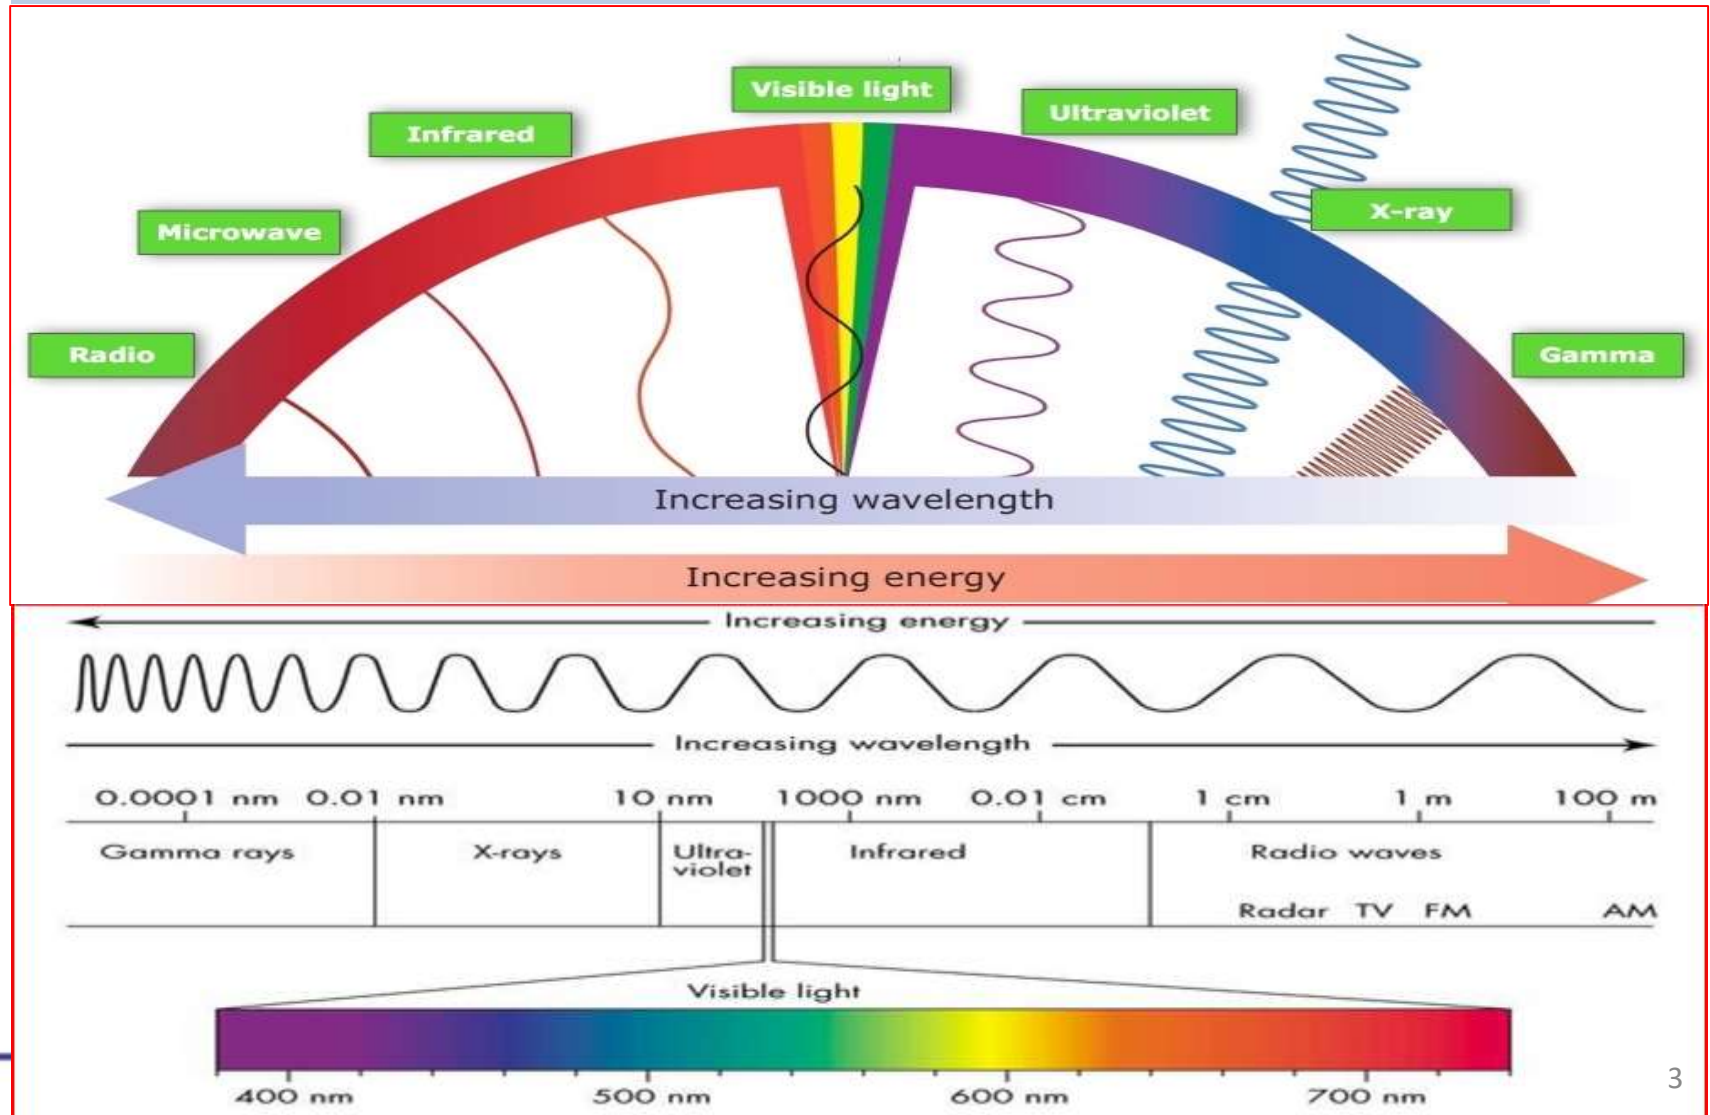 Visible light
Ultraviolet
Infrared
X-ray
Microwave
Radio
Gamma
Increasing wavelength
Increasing energy
Increasing energy
Increasing wavelength
0.0001 nm 0.01 nm 10 nm 1000 nm 0.01 cm 1 cm 1 m 100 m
Gamma rays X-rays Ultra- Infrared Radio waves
violet
Radar TV FM AM
Visible light
400 nm 500 nm 600 nm 700 nm
3